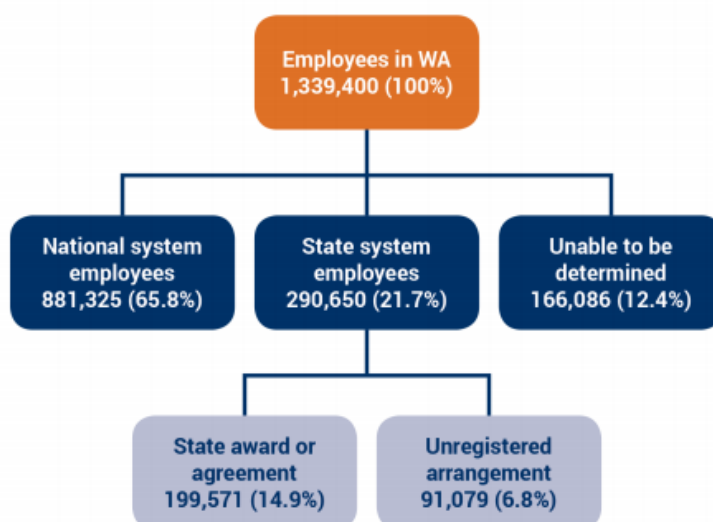 Employees in WA
1,339,400 (100%)
National system
employees
881,325 (65.8%)
State system
employees
290,650 (21.7%)
Unable to be
determined
166,086 (12.4%)
State award or
agreement
199,571 (14.9%)
Unregistered
arrangement
91,079 (6.8%)